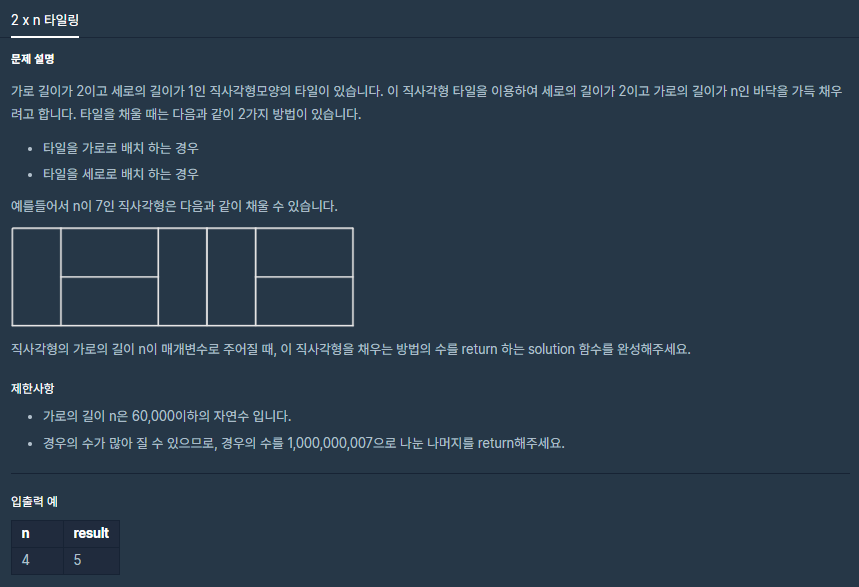 2 x n 타일링
문제 설명
가로 길이가 2이고 세로의 길이가 1인 직사각형모양의 타일이 있습니다. 이 직사각형 타일을 이용하여 세로의 길이가 2이고 가로의 길이가 n인 바닥을 가득 채우
려고 합니다. 타일을 채울 때는 다음과 같이 2가지 방법이 있습니다.
• 타일을 가로로 배치 하는 경우
• 타일을 세로로 배치 하는 경우
예를들어서 n이 7인 직사각형은 다음과 같이 채울 수 있습니다.
직사각형의 가로의 길이 n이 매개변수로 주어질 때, 이 직사각형을 채우는 방법의 수를 return 하는 solution 함수를 완성해주세요.
제한사항
• 가로의 길이 n은 60,000이하의 자연수 입니다.
• 경우의 수가 많아 질 수 있으므로, 경우의 수를 1,000,000,007으로 나눈 나머지를 return해주세요.
입출력 예
n result
4 5